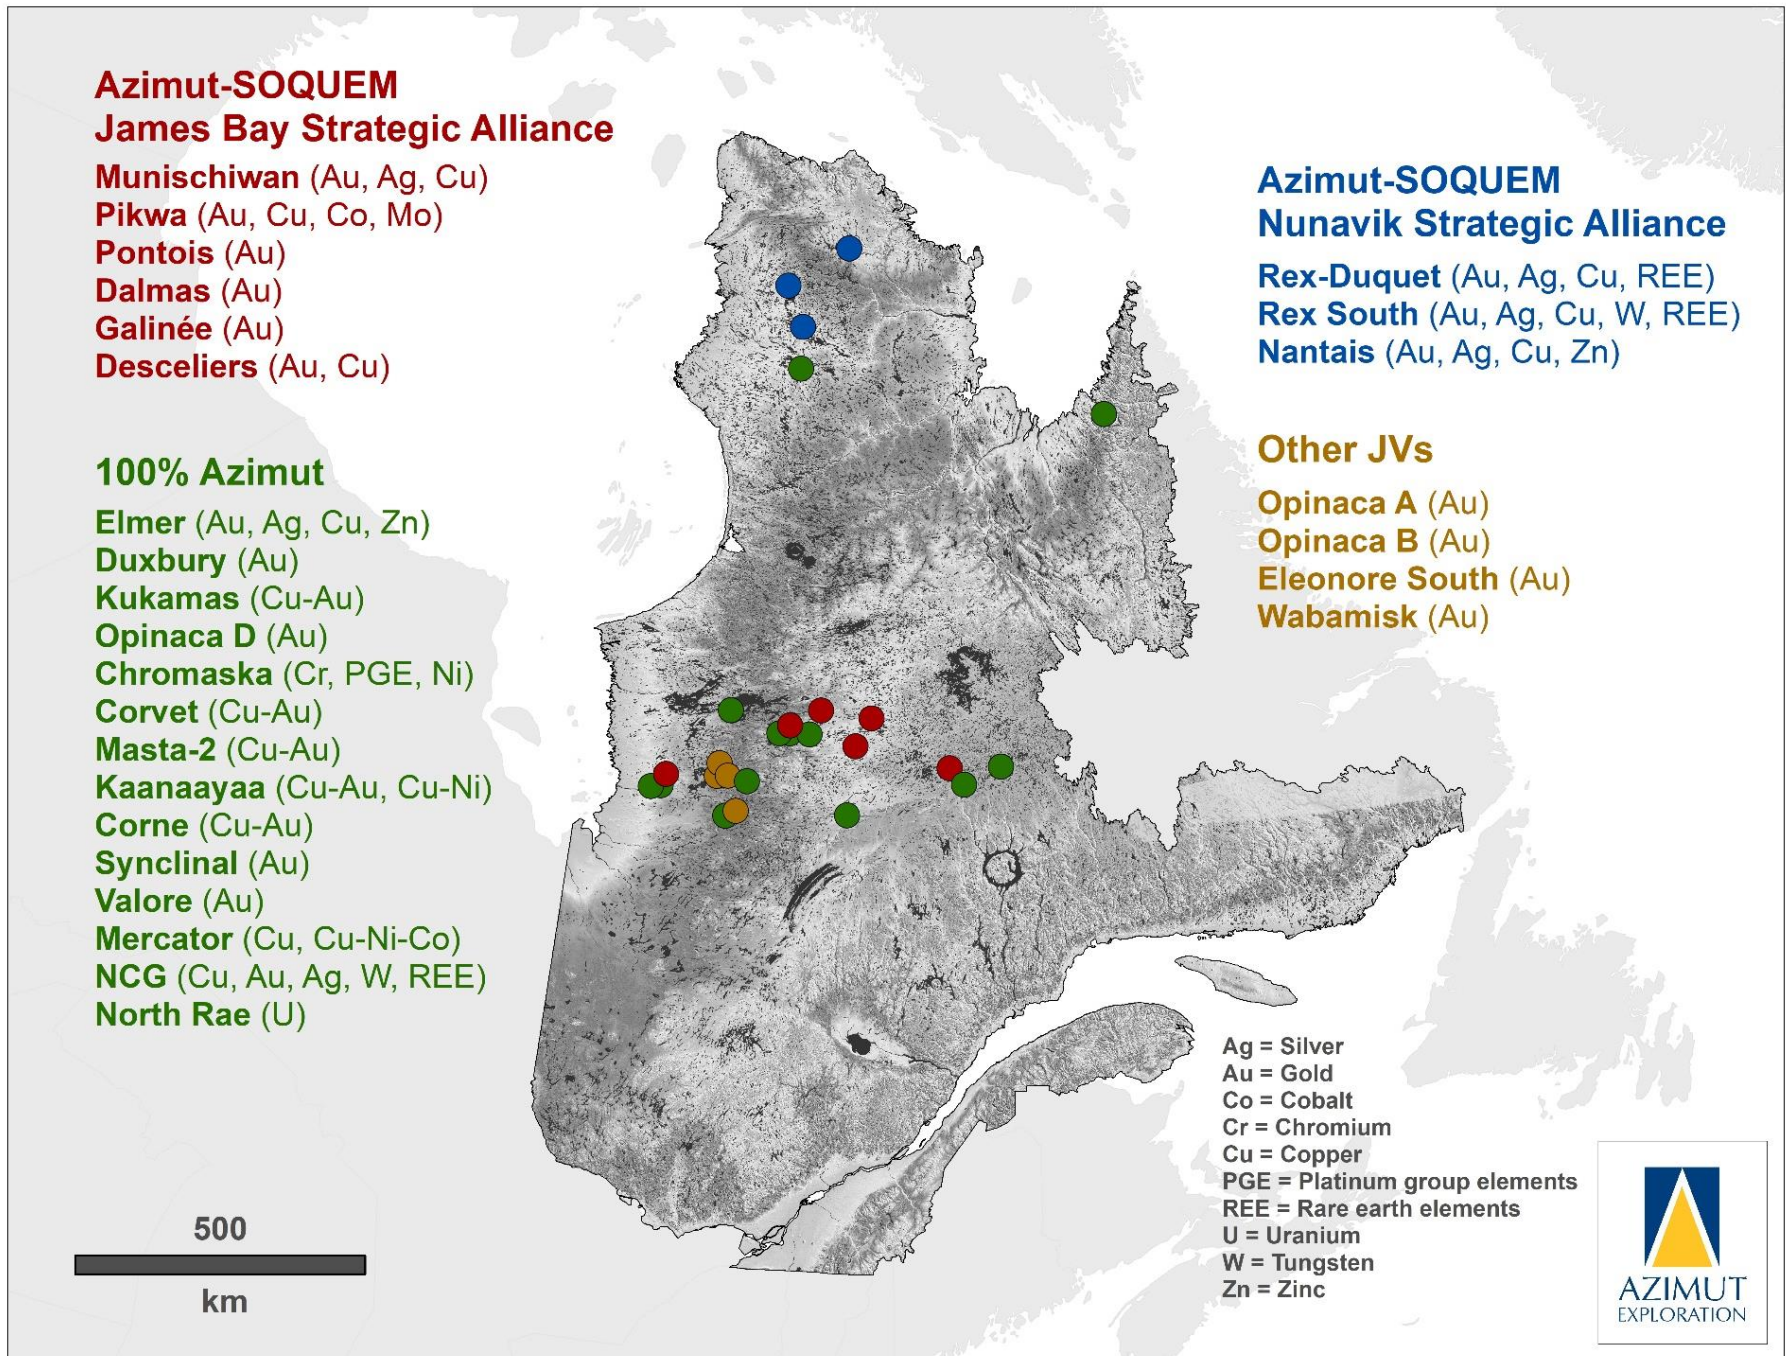 Azimut-SOQUEM
James Bay Strategic Alliance
Munischiwan (Au, Ag, Cu)
Pikwa (Au, Cu, Co, Mo)
Pontois (Au)
Dalmas (Au)
Galinée (Au)
Desceliers (Au, Cu)
100% Azimut
Elmer (Au, Ag, Cu, Zn)
Duxbury (Au)
Kukamas (Cu-Au)
Opinaca D (Au)
Chromaska (Cr, PGE, Ni)
Corvet (Cu-Au)
Masta-2 (Cu-Au)
Kaanaayaa (Cu-Au, Cu-Ni)
Corne (Cu-Au)
Synclinal (Au)
Valore (Au)
Mercator (Cu, Cu-Ni-Co)
NCG (Cu, Au, Ag, W, REE)
North Rae (U)
500
km
Azimut-SOQUEM
Nunavik Strategic Alliance
Rex-Duquet (Au, Ag, Cu, REE)
Rex South (Au, Ag, Cu, W, REE)
Nantais (Au, Ag, Cu, Zn)
Other JVs
Opinaca A (Au)
Opinaca B (Au)
Eleonore South (Au)
Wabamisk (Au)
Ag = Silver
Au = Gold
Co = Cobalt
Cr = Chromium
Cu = Copper
PGE = Platinum group elements
REE = Rare earth elements
U = Uranium
W = Tungsten
Zn = Zinc
AZIMUT
EXPLORATION